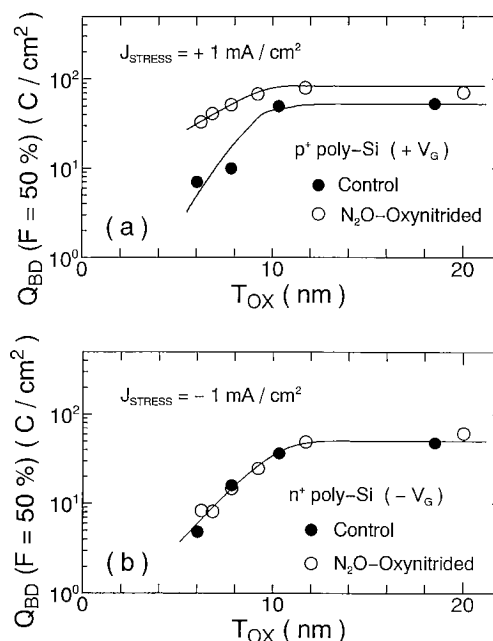 (a)
J_STRESS = + 1 mA / cm²
p⁺ poly-Si ( + V_G )
● Control
○ N₂O-Oxynitrided
Q_BD (F = 50 %) ( C / cm² )
10²
10¹
10⁰
0 10 20
T_OX ( nm )
J_STRESS = − 1 mA / cm²
n⁺ poly-Si ( − V_G )
● Control
○ N₂O-Oxynitrided
(b)
Q_BD (F = 50 %) ( C / cm² )
10²
10¹
10⁰
0 10 20
T_OX ( nm )